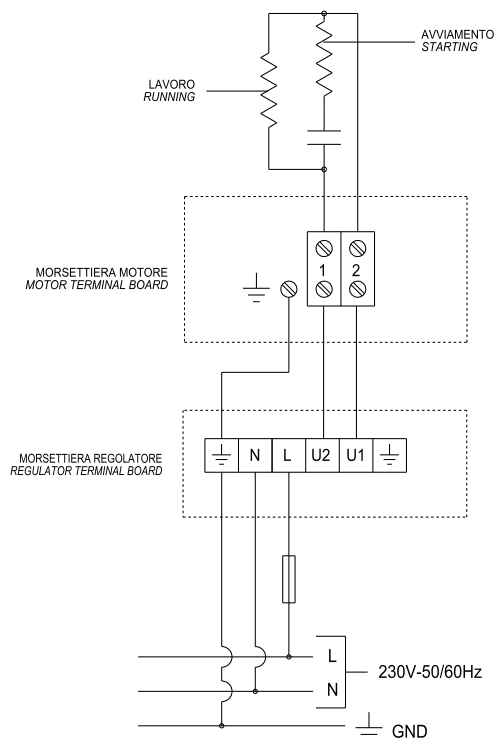 AVVIAMENTO
STARTING
LAVORO
RUNNING
1 2
MORSETTIERA MOTORE
MOTOR TERMINAL BOARD
MORSETTIERA REGOLATORE
REGULATOR TERMINAL BOARD
N L U2 U1
L
230V-50/60Hz
N
GND